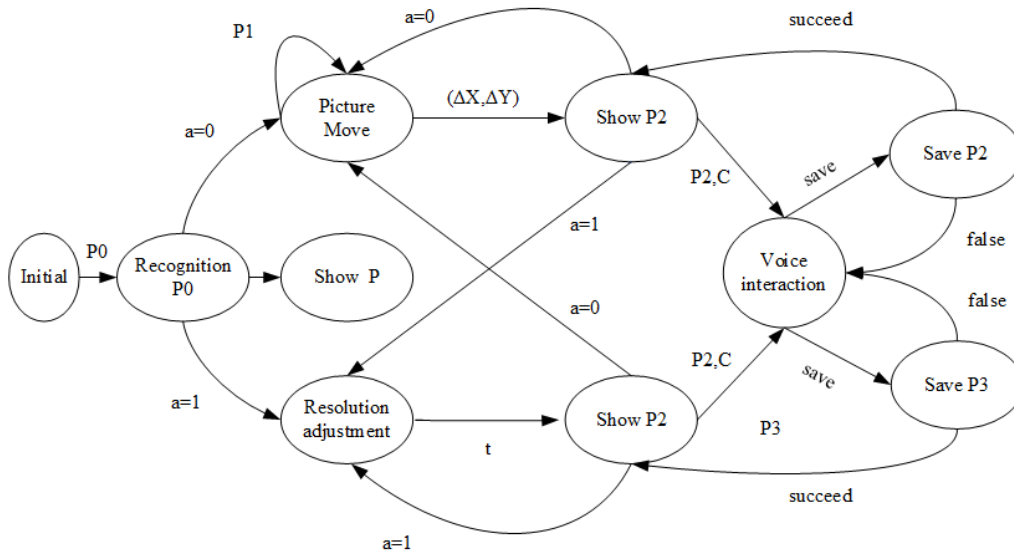 succeed
a=0
P1
Picture
Move
(ΔX,ΔY)
Show P2
Save P2
a=0
P2,C
save
a=1
false
P0
Initial
Recognition
P0
Show P
Voice
interaction
false
a=0
P2,C
save
Save P3
a=1
Resolution
adjustment
Show P2
P3
t
succeed
a=1